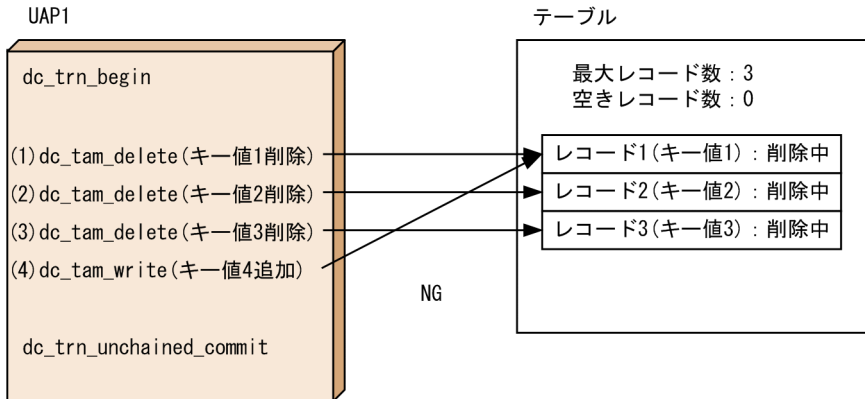 UAP1
dc_trn_begin
(1)dc_tam_delete(キー値1削除)
(2)dc_tam_delete(キー値2削除)
(3)dc_tam_delete(キー値3削除)
(4)dc_tam_write(キー値4追加)
dc_trn_unchained_commit
NG
テーブル
最大レコード数：3
空きレコード数：0
レコード1(キー値1)：削除中
レコード2(キー値2)：削除中
レコード3(キー値3)：削除中